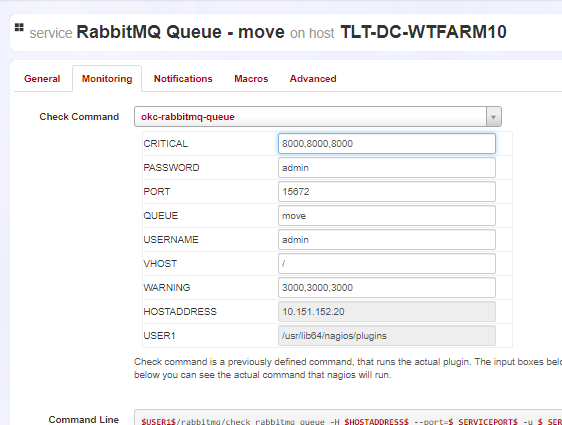 service RabbitMQ Queue - move on host TLT-DC-WTFARM10
General Monitoring Notifications Macros Advanced
Check Command okc-rabbitmq-queue
CRITICAL 8000,8000,8000
PASSWORD admin
PORT 15672
QUEUE move
USERNAME admin
VHOST /
WARNING 3000,3000,3000
HOSTADDRESS 10.151.152.20
USER1 /usr/lib64/nagios/plugins
Check command is a previously defined command, that runs the actual plugin. The input boxes bel
below you can see the actual command that nagios will run.
Command Line $USER1$/rabbitmq/check_rabbitmq_queue -H $HOSTADDRESS$ --port=$_SERVICEPORT$ -u $_SER